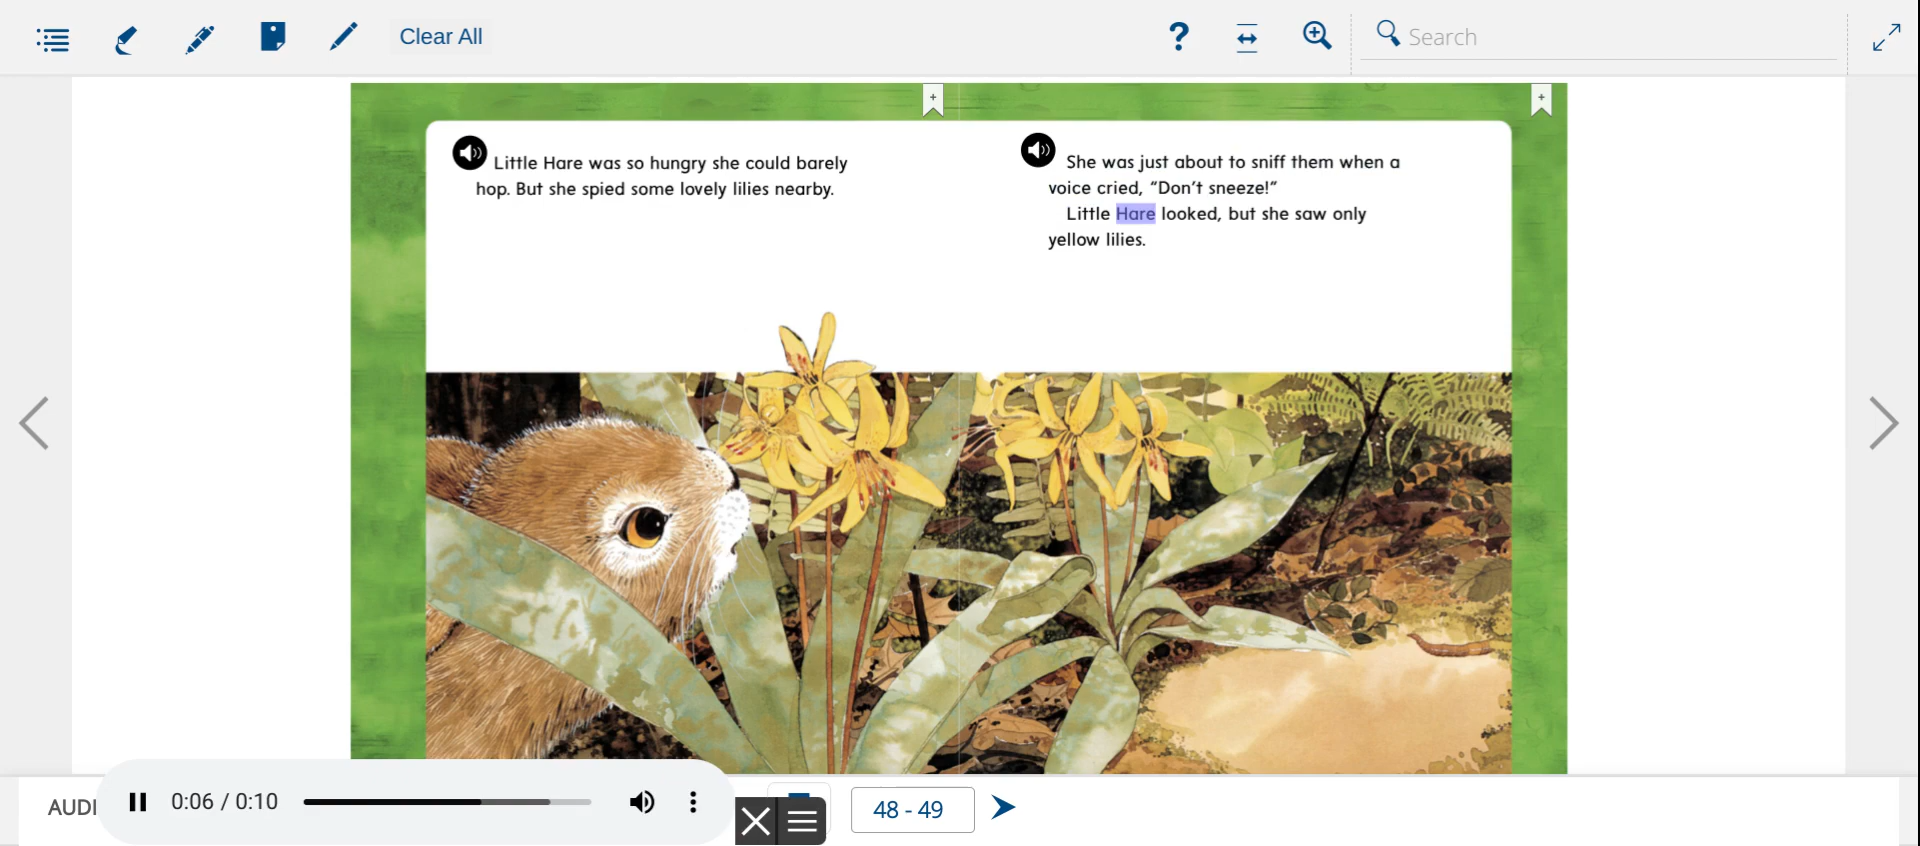 Clear All
?
Search
Little Hare was so hungry she could barely
hop. But she spied some lovely lilies nearby.
She was just about to sniff them when a
voice cried, “Don’t sneeze!”
Little Hare looked, but she saw only
yellow lilies.
AUDI
0:06 / 0:10
48 - 49